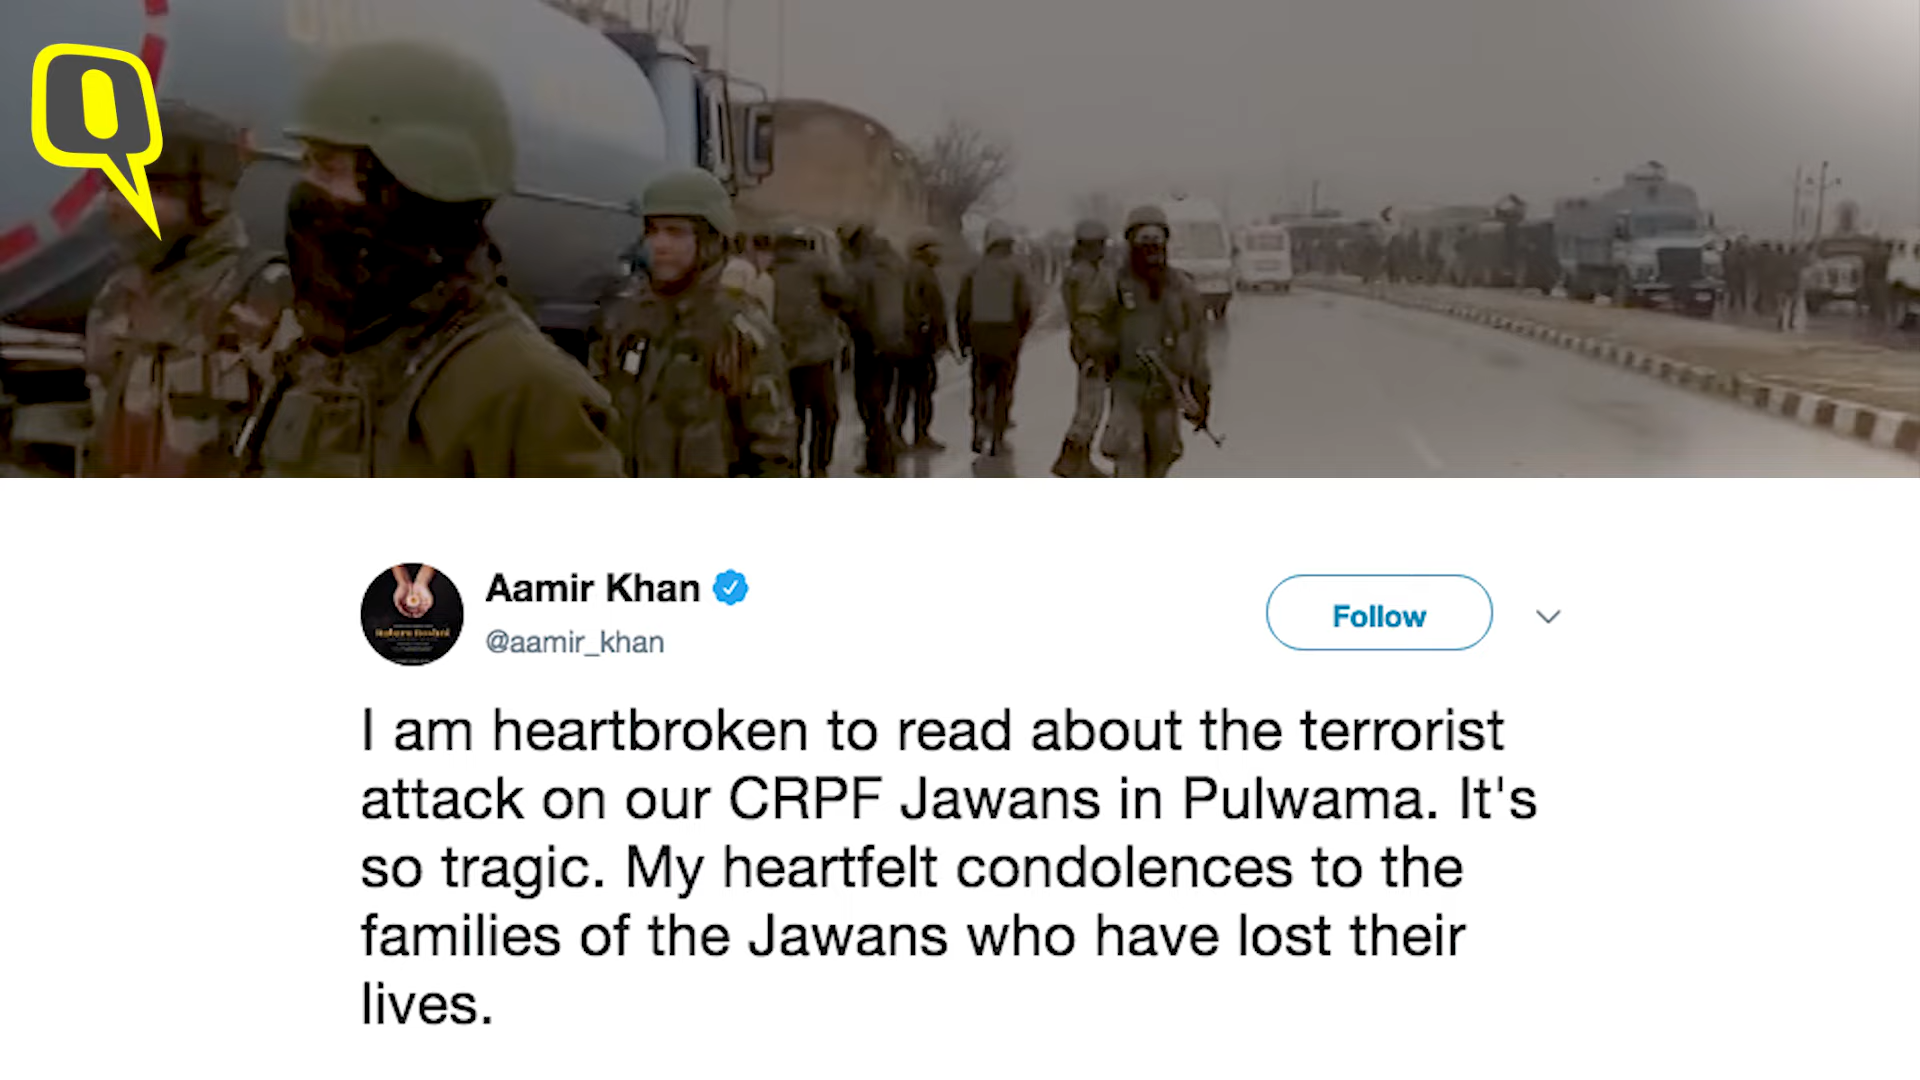 Aamir Khan
@aamir_khan
Follow
I am heartbroken to read about the terrorist
attack on our CRPF Jawans in Pulwama. It's
so tragic. My heartfelt condolences to the
families of the Jawans who have lost their
lives.